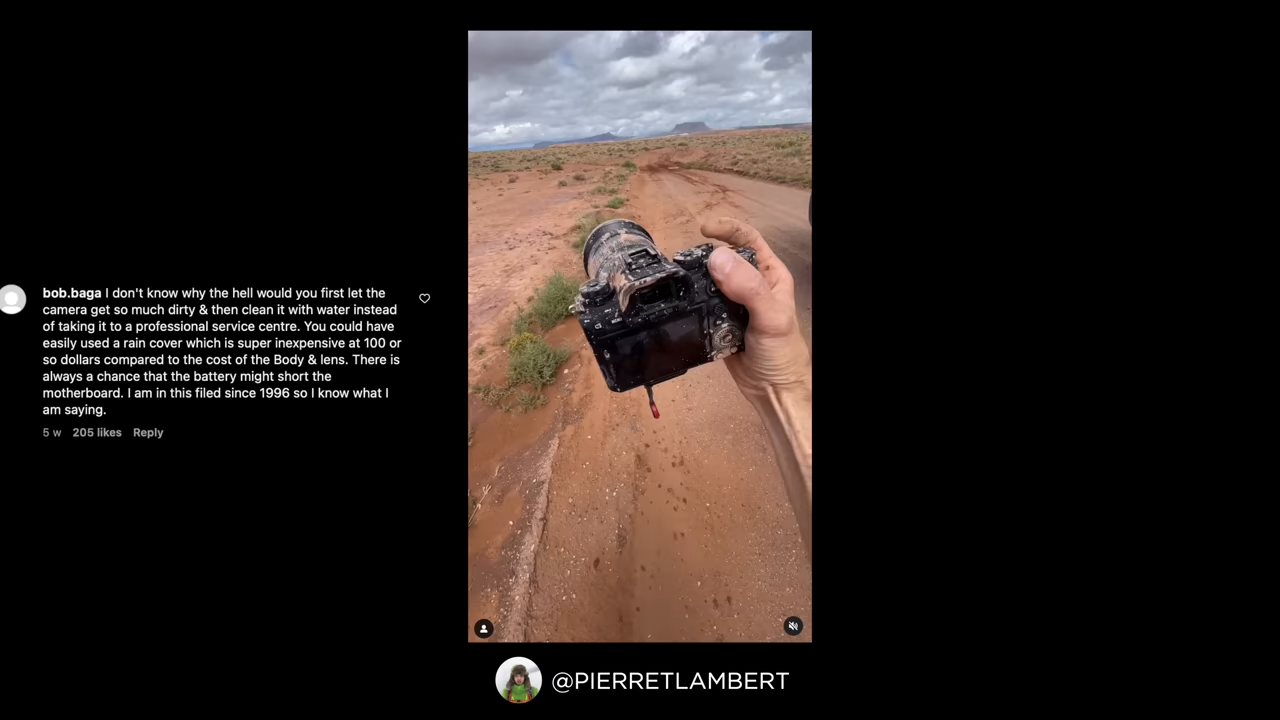 bob.baga I don't know why the hell would you first let the
camera get so much dirty & then clean it with water instead
of taking it to a professional service centre. You could have
easily used a rain cover which is super inexpensive at 100 or
so dollars compared to the cost of the Body & lens. There is
always a chance that the battery might short the
motherboard. I am in this filed since 1996 so I know what I
am saying.
5 w 205 likes Reply
@PIERRETLAMBERT